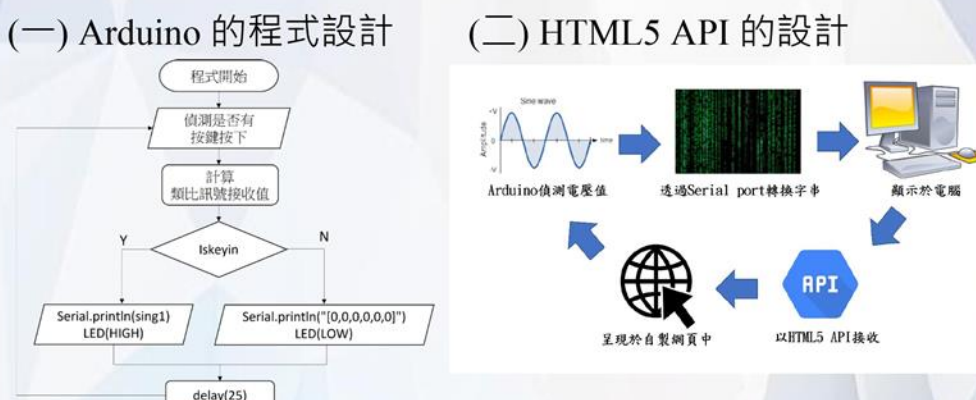 (一) Arduino 的程式設計
程式開始
偵測是否有
按鍵按下
計算
類比訊號接收值
Iskeyin
Y
N
Serial.println(sing1)
LED(HIGH)
Serial.println("[0,0,0,0,0,0]")
LED(LOW)
delay(25)
(二) HTML5 API 的設計
Sine wave
+V
Amplitude
0
time
-V
Arduino偵測電壓值
透過Serial port轉換字串
顯示於電腦
API
以HTML5 API接收
呈現於自製網頁中